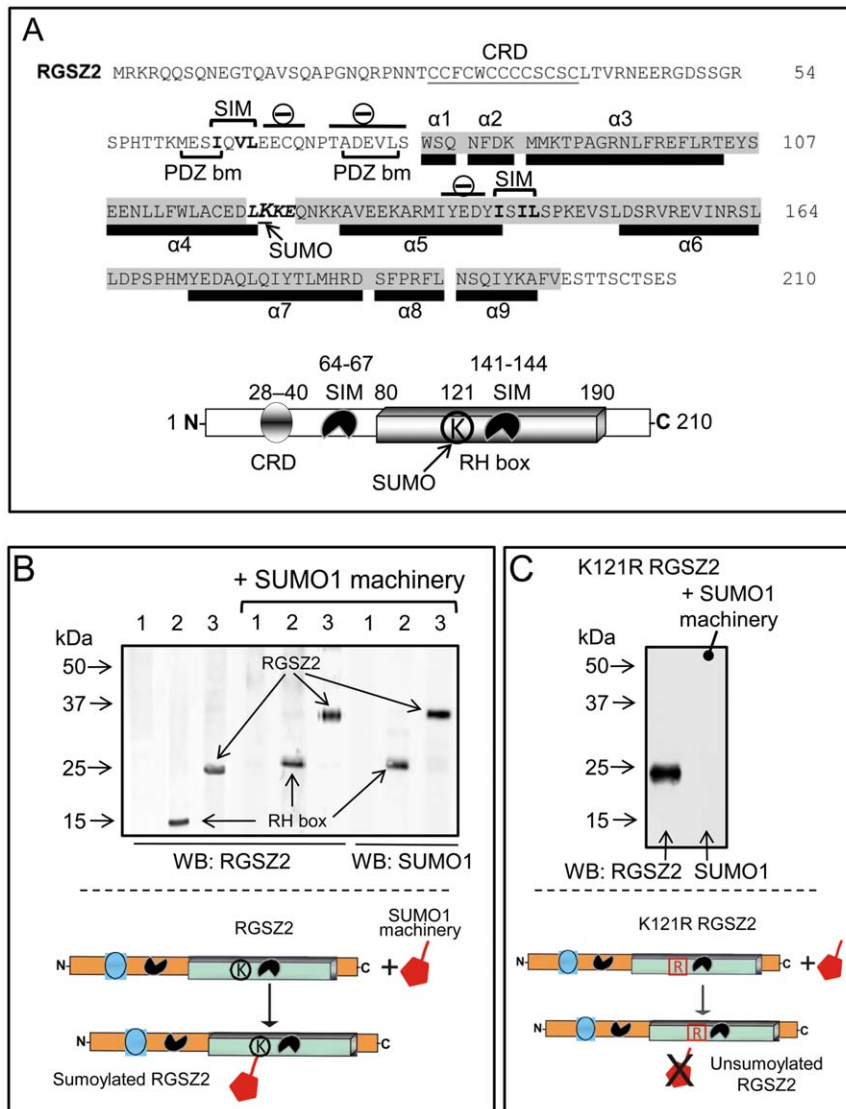 A
CRD
RGSZ2 MRKRQQSQNEGTQAVSQAPGNQRPNNTCCFCWCCCCSCSCLTVRNEERGDSSGR 54
SIM ⊖ ⊖ α1 α2 α3
SPHTTKMESIQVLEECQNPTADEVLS WSQ NFDK MMKTPAGRNLFREFLRTEYS 107
PDZ bm PDZ bm
⊖ SIM
EENLLFWLACEDLKKEQNKKAVEEKARMIYEDYISILSPKEVSLDSRVREVINRSL 164
α4 SUMO α5 α6
LDPSPHMYEDAQLQIYTLMHRD SFPRFL NSQIYKAFVESTTSCTSES 210
α7 α8 α9
64-67 141-144
28–40 SIM 80 121 SIM 190
1 N- K -C 210
CRD RH box
SUMO
B
+ SUMO1 machinery
1 2 3 1 2 3 1 2 3
kDa
RGSZ2
50
37
25
15
RH box
WB: RGSZ2 WB: SUMO1
RGSZ2
SUMO1
machinery
N- K -C +
N- K -C
Sumoylated RGSZ2
C
K121R RGSZ2
+ SUMO1
machinery
kDa
50
37
25
15
WB: RGSZ2 SUMO1
K121R RGSZ2
N- R -C +
N- R -C
X
Unsumoylated
RGSZ2